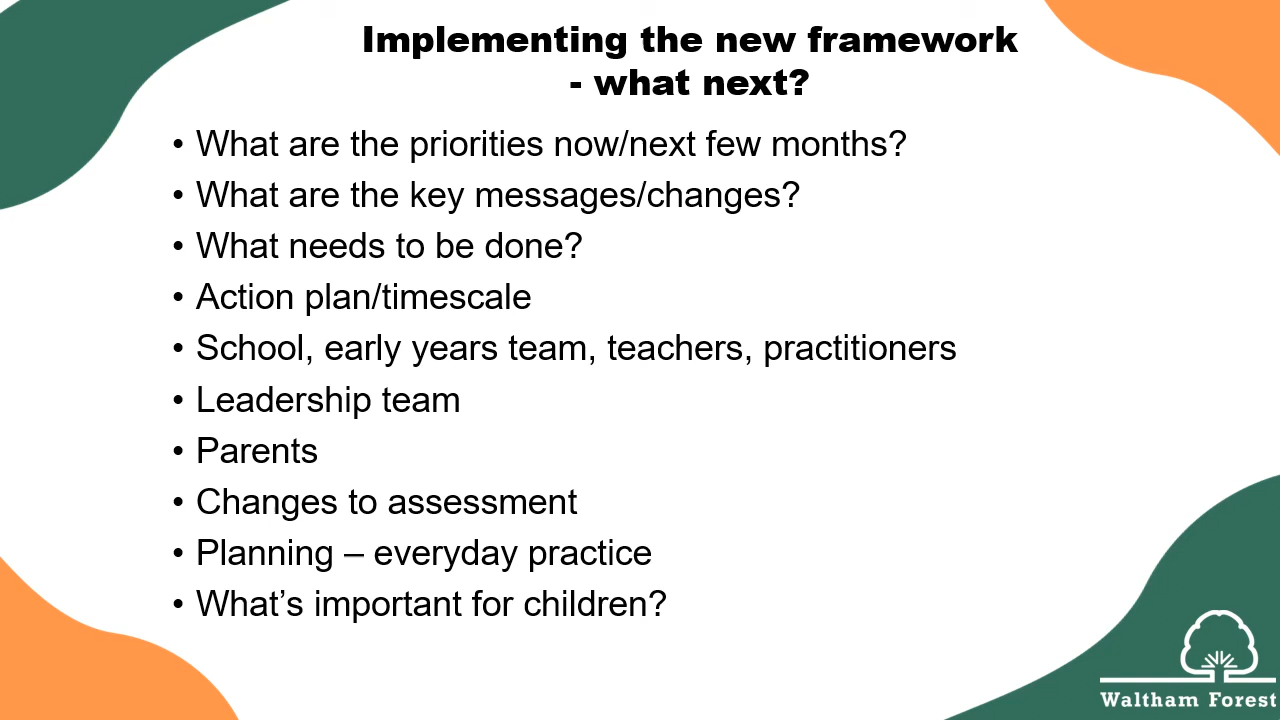 Implementing the new framework
- what next?
• What are the priorities now/next few months?
• What are the key messages/changes?
• What needs to be done?
• Action plan/timescale
• School, early years team, teachers, practitioners
• Leadership team
• Parents
• Changes to assessment
• Planning – everyday practice
• What’s important for children?
Waltham Forest